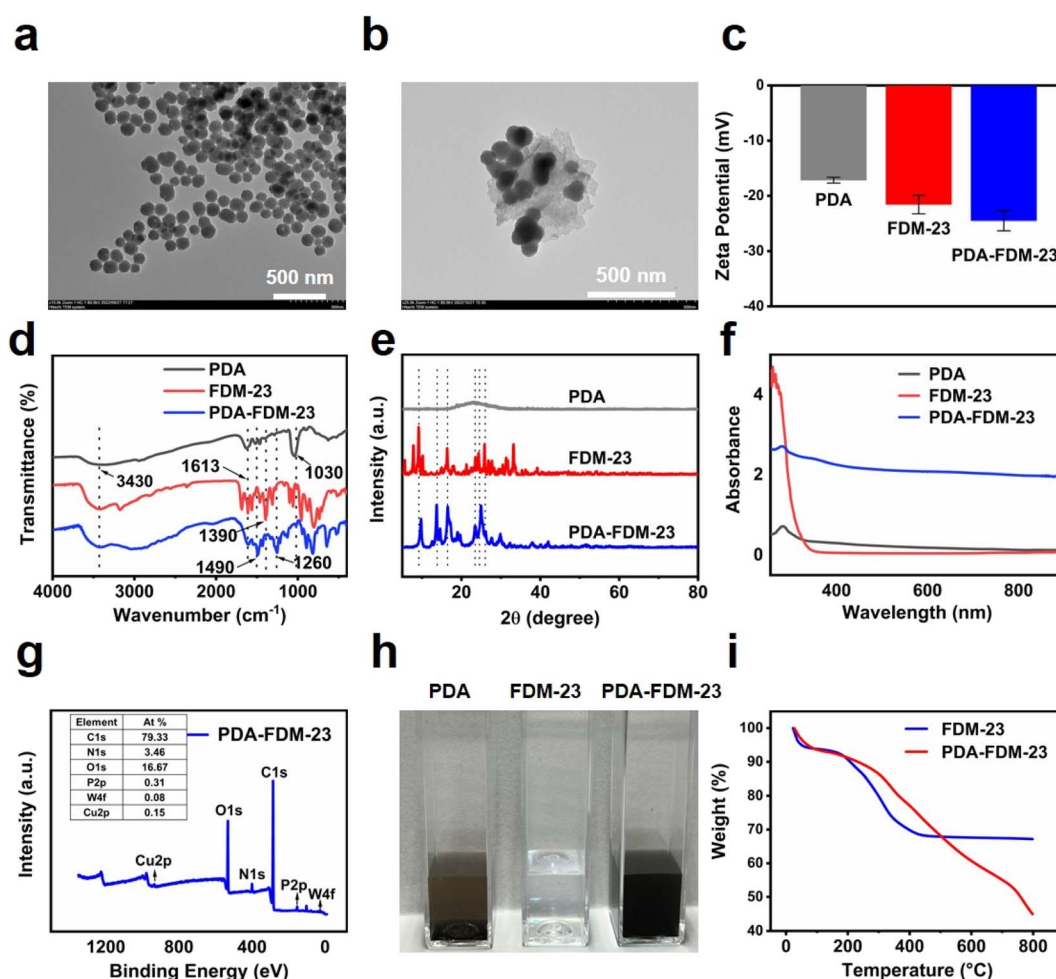 a
b
c
500 nm
500 nm
Zeta Potential (mV)
0
-10
-20
-30
-40
PDA
FDM-23
PDA-FDM-23
d
e
f
Transmittance (%)
PDA
FDM-23
PDA-FDM-23
3430
1613
1030
1390
1490
1260
4000 3000 2000 1000
Wavenumber (cm⁻¹)
Intensity (a.u.)
PDA
FDM-23
PDA-FDM-23
20 40 60 80
2θ (degree)
Absorbance
4
2
0
PDA
FDM-23
PDA-FDM-23
400 600 800
Wavelength (nm)
g
h
i
Intensity (a.u.)
Element At %
C1s 79.33
N1s 3.46
O1s 16.67
P2p 0.31
W4f 0.08
Cu2p 0.15
PDA-FDM-23
C1s
O1s
Cu2p
N1s
P2p
W4f
1200 800 400 0
Binding Energy (eV)
PDA FDM-23 PDA-FDM-23
Weight (%)
100
90
80
70
60
50
40
FDM-23
PDA-FDM-23
0 200 400 600 800
Temperature (°C)